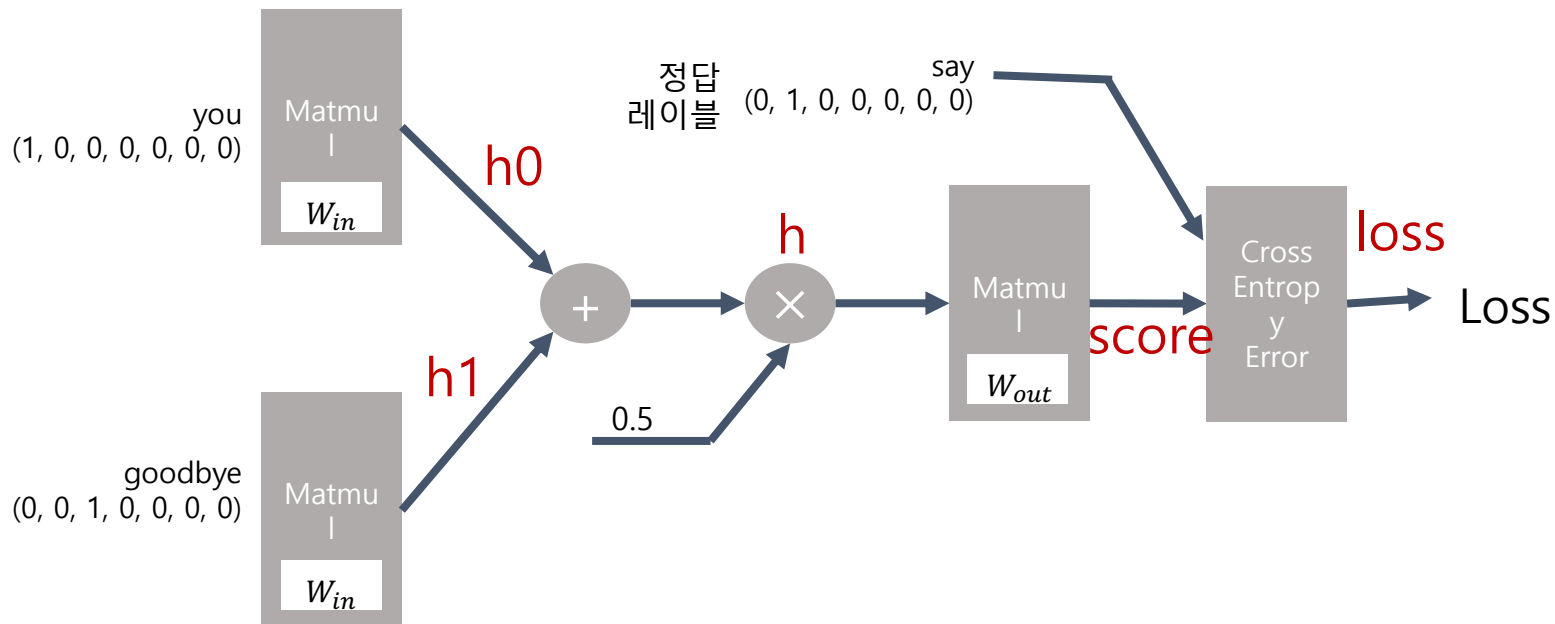 you
(1, 0, 0, 0, 0, 0, 0)
Matmu
l
W_in
h0
정답
레이블
say
(0, 1, 0, 0, 0, 0, 0)
goodbye
(0, 0, 1, 0, 0, 0, 0)
Matmu
l
W_in
h1
+
0.5
h
×
Matmu
l
W_out
score
Cross
Entrop
y
Error
loss
Loss